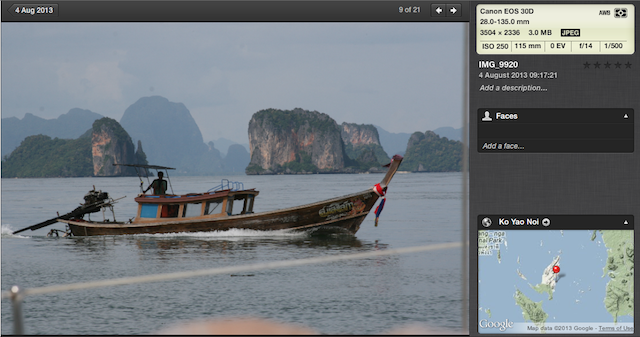 4 Aug 2013
9 of 21
Canon EOS 30D
AWB
28.0-135.0 mm
3504 × 2336 3.0 MB JPEG
ISO 250 115 mm 0 EV f/14 1/500
IMG_9920
4 August 2013 09:17:21
Add a description...
Faces
Add a face...
Ko Yao Noi
Google
Map data ©2013 Google - Terms of Use